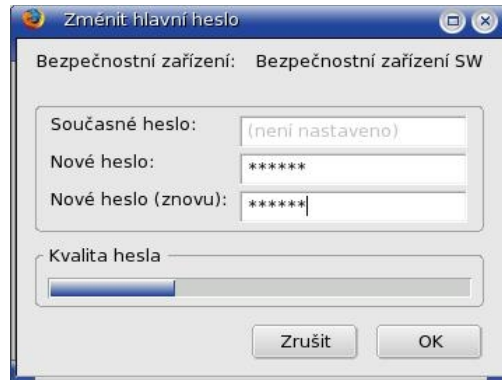 Změnit hlavní heslo
Bezpečnostní zařízení: Bezpečnostní zařízení SW
Současné heslo: (není nastaveno)
Nové heslo: ******
Nové heslo (znovu): ******
Kvalita hesla
Zrušit OK